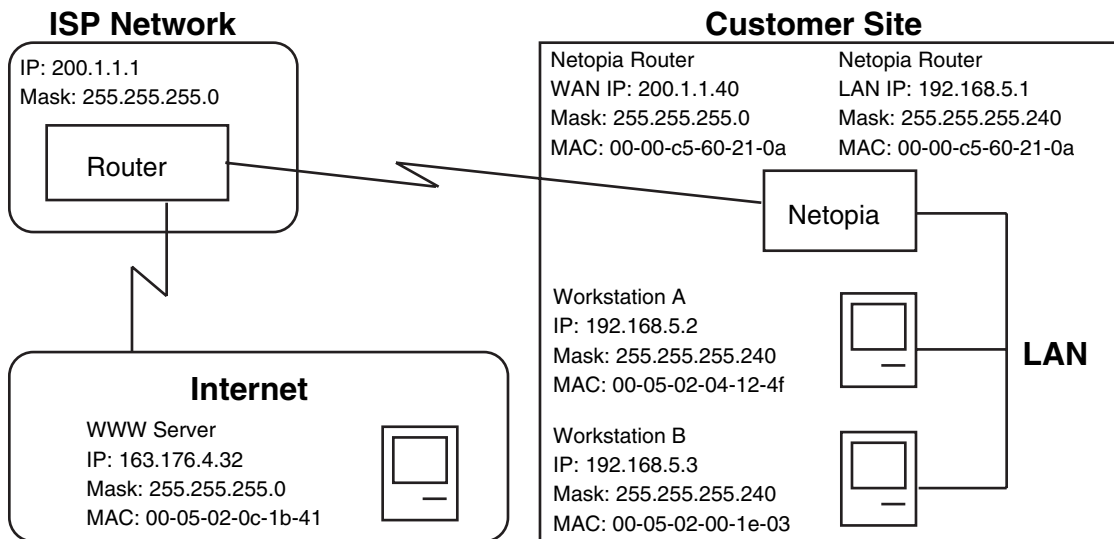 ISP Network
IP: 200.1.1.1
Mask: 255.255.255.0
Router
Customer Site
Netopia Router
WAN IP: 200.1.1.40
Mask: 255.255.255.0
MAC: 00-00-c5-60-21-0a
Netopia Router
LAN IP: 192.168.5.1
Mask: 255.255.255.240
MAC: 00-00-c5-60-21-0a
Netopia
Workstation A
IP: 192.168.5.2
Mask: 255.255.255.240
MAC: 00-05-02-04-12-4f
LAN
Workstation B
IP: 192.168.5.3
Mask: 255.255.255.240
MAC: 00-05-02-00-1e-03
Internet
WWW Server
IP: 163.176.4.32
Mask: 255.255.255.0
MAC: 00-05-02-0c-1b-41